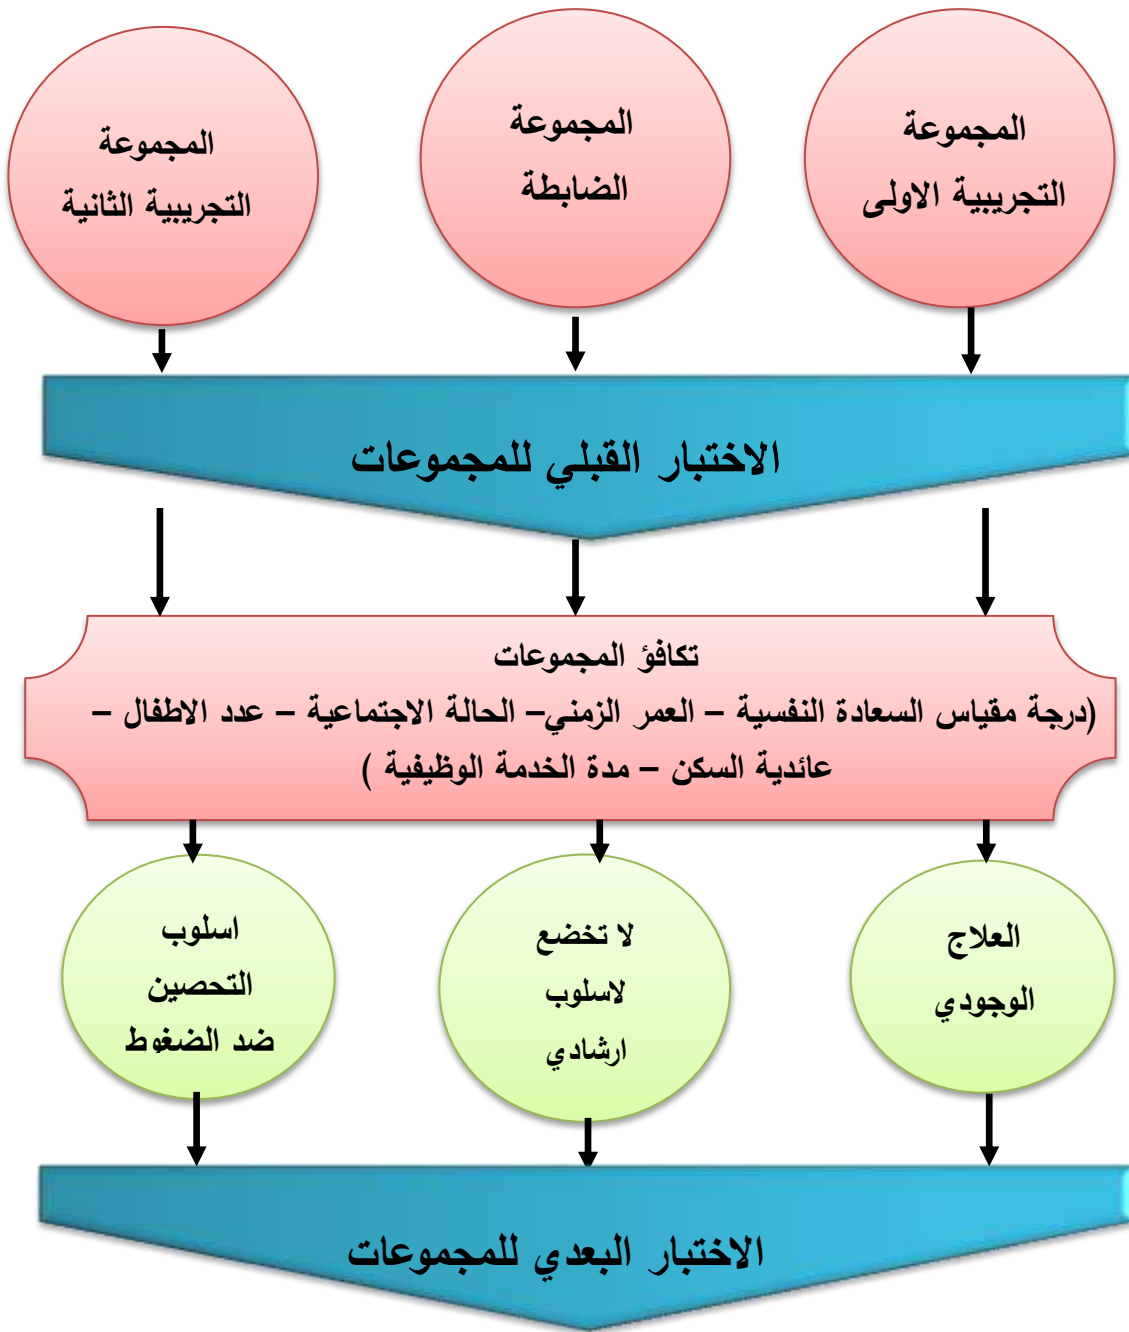 المجموعة
التجريبية الاولى
المجموعة
الضابطة
المجموعة
التجريبية الثانية
الاختبار القبلي للمجموعات
تكافؤ المجموعات
(درجة مقياس السعادة النفسية – العمر الزمني– الحالة الاجتماعية – عدد الاطفال –
عائدية السكن – مدة الخدمة الوظيفية )
العلاج
الوجودي
لا تخضع
لاسلوب
ارشادي
اسلوب
التحصين
ضد الضغوط
الاختبار البعدي للمجموعات